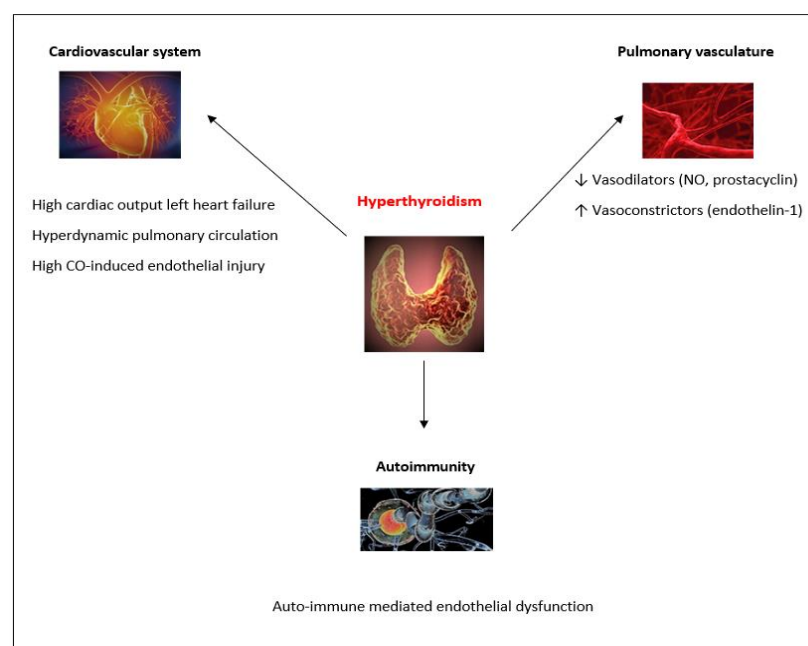 Cardiovascular system
Pulmonary vasculature
↓ Vasodilators (NO, prostacyclin)
↑ Vasoconstrictors (endothelin-1)
High cardiac output left heart failure
Hyperdynamic pulmonary circulation
High CO-induced endothelial injury
Hyperthyroidism
Autoimmunity
Auto-immune mediated endothelial dysfunction